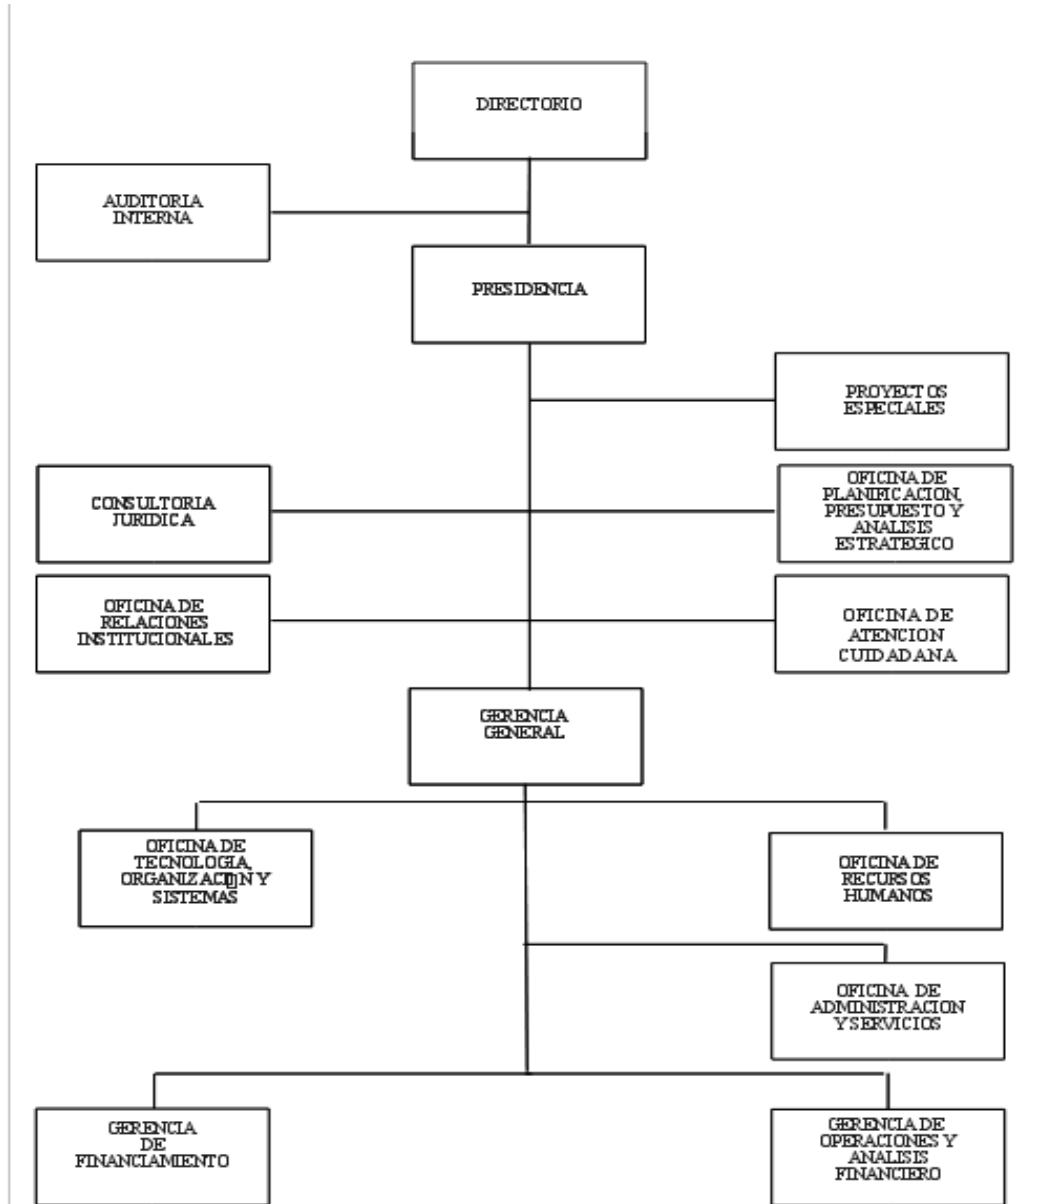 DIRECTORIO
AUDITORIA
INTERNA
PRESIDENCIA
PROYECTOS
ESPECIALES
CONSULTORIA
JURIDICA
OFICINA DE
PLANIFICACION,
PRESUPUESTO Y
ANALISIS
ESTRATEGICO
OFICINA DE
RELACIONES
INSTITUCIONALES
OFICINA DE
ATENCION
CUIDADANA
GERENCIA
GENERAL
OFICINA DE
TECNOLOGIA,
ORGANIZACI▯N Y
SISTEMAS
OFICINA DE
RECURSOS
HUMANOS
OFICINA DE
ADMINISTRACION
Y SERVICIOS
GERENCIA
DE
FINANCIAMIENTO
GERENCIA DE
OPERACIONES Y
ANALISIS
FINANCIERO